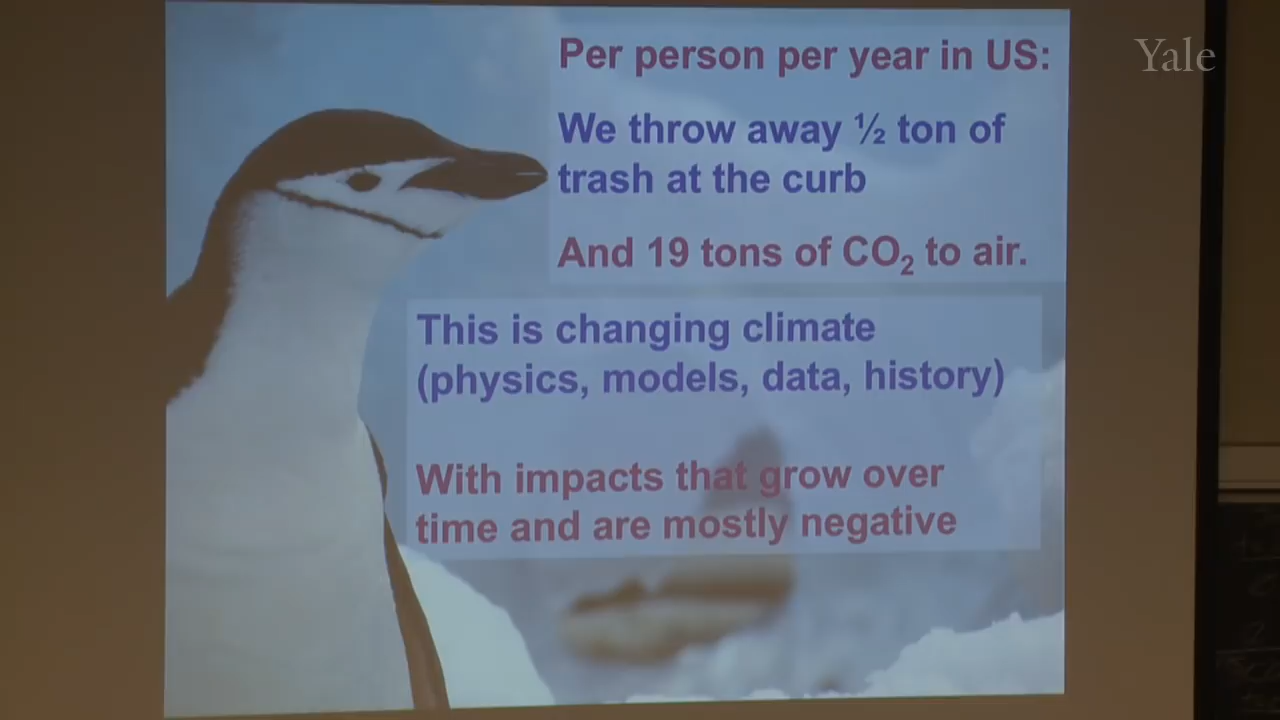 Yale
Per person per year in US:
We throw away ½ ton of
trash at the curb
And 19 tons of CO₂ to air.
This is changing climate
(physics, models, data, history)
With impacts that grow over
time and are mostly negative